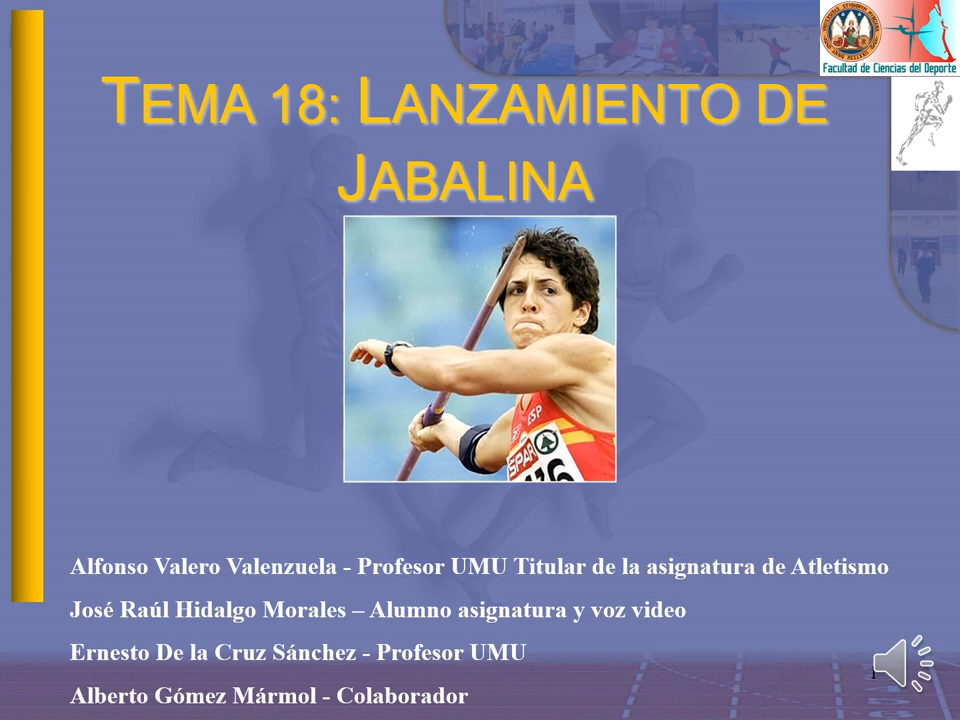 Facultad de Ciencias del Deporte
TEMA 18: LANZAMIENTO DE
JABALINA
ESP
SPAR
Alfonso Valero Valenzuela - Profesor UMU Titular de la asignatura de Atletismo
José Raúl Hidalgo Morales – Alumno asignatura y voz video
Ernesto De la Cruz Sánchez - Profesor UMU
Alberto Gómez Mármol - Colaborador
1